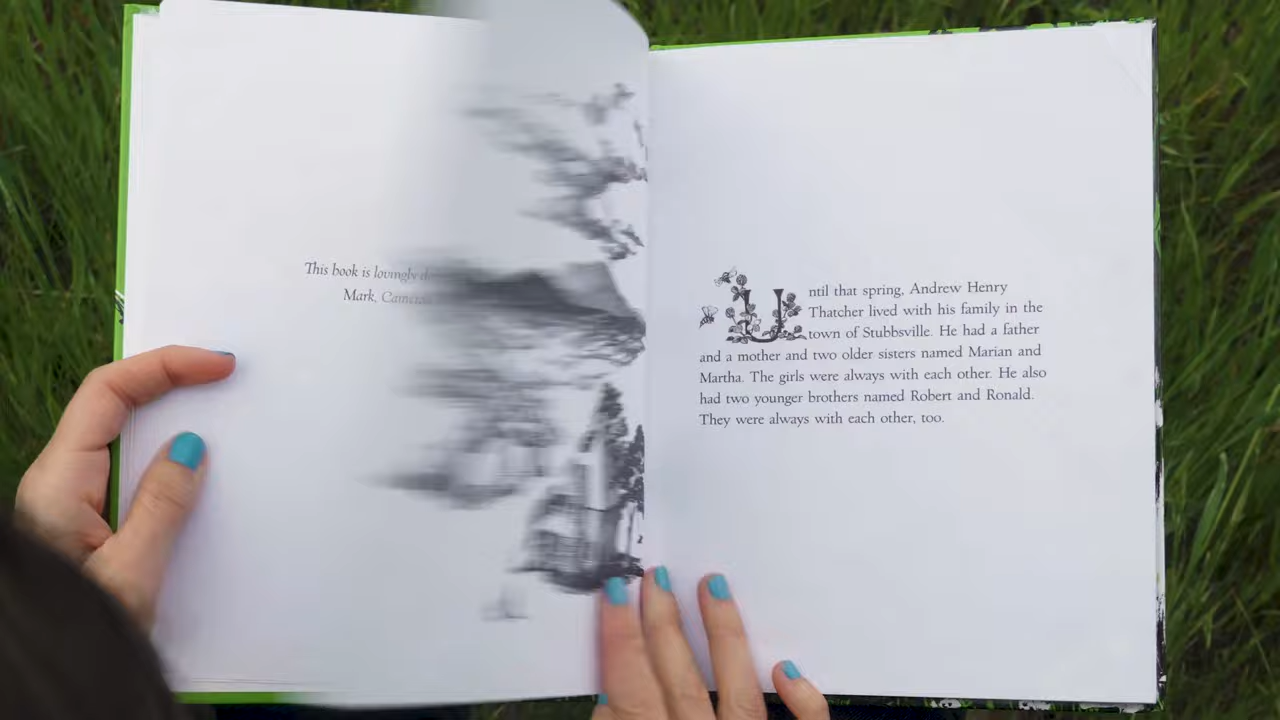 This book is lovingly
Mark,
Until that spring, Andrew Henry
Thatcher lived with his family in the
town of Stubbsville. He had a father
and a mother and two older sisters named Marian and
Martha. The girls were always with each other. He also
had two younger brothers named Robert and Ronald.
They were always with each other, too.